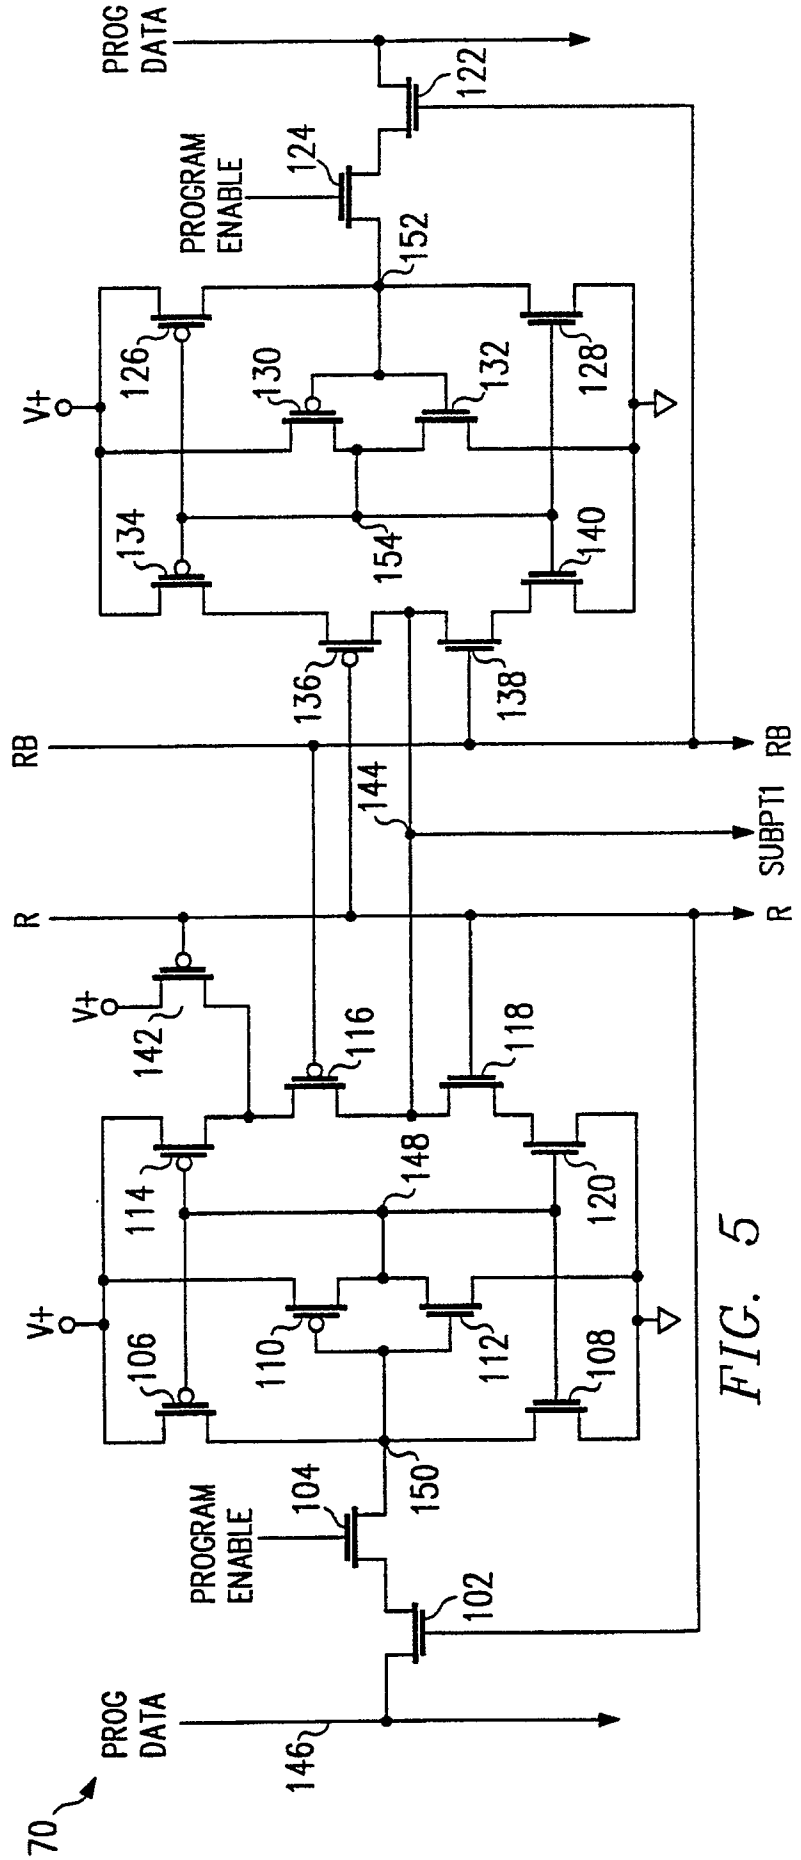 70
PROG
DATA
146
102
PROGRAM
ENABLE
104
150
V+
106
108
110
112
148
114
120
V+
142
116
118
R
R
SUBPT1
144
RB
RB
136
138
134
140
154
V+
130
132
126
128
152
PROGRAM
ENABLE
124
122
PROG
DATA
FIG. 5